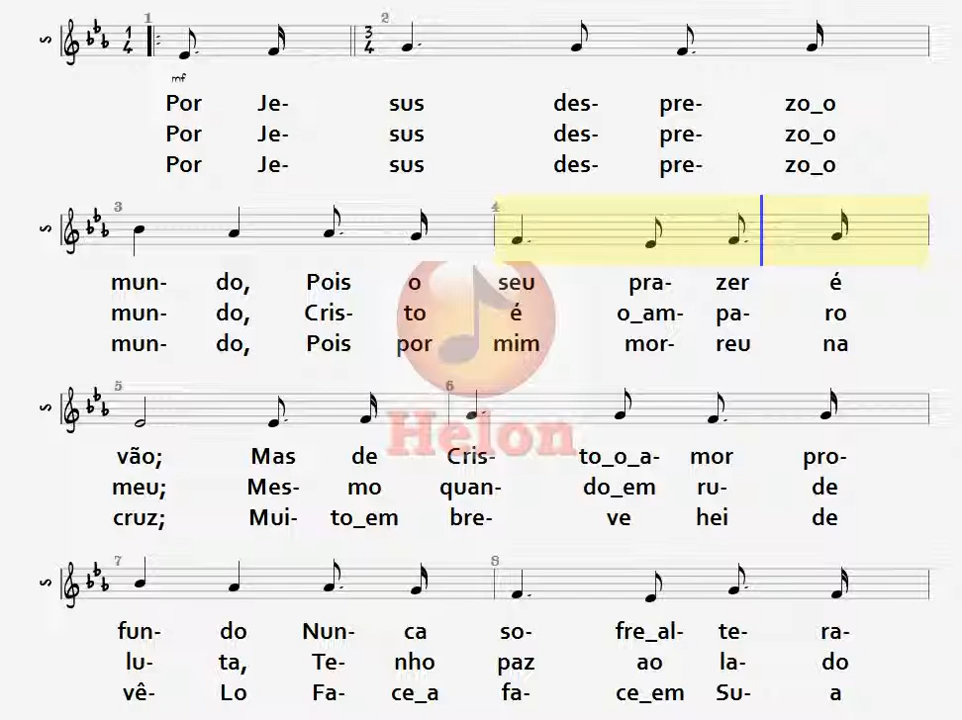 1 2
S 1 4 3 4
mf
Por Je- sus des- pre- zo_o
Por Je- sus des- pre- zo_o
Por Je- sus des- pre- zo_o
3 4
S
mun- do, Pois o seu pra- zer é
mun- do, Cris- to é o_am- pa- ro
mun- do, Pois por mim mor- reu na
5 6
S
Helon
vão; Mas de Cris- to_o_a- mor pro-
meu; Mes- mo quan- do_em ru- de
cruz; Mui- to_em bre- ve hei de
7 8
S
fun- do Nun- ca so- fre_al- te- ra-
lu- ta, Te- nho paz ao la- do
vê- Lo Fa- ce_a fa- ce_em Su- a